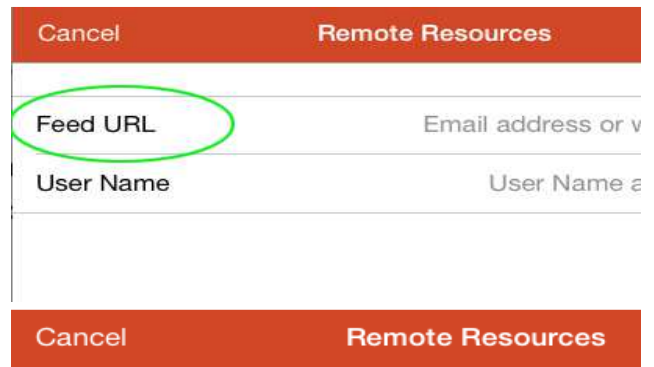 Cancel Remote Resources
Feed URL Email address or
User Name User Name
Cancel Remote Resources